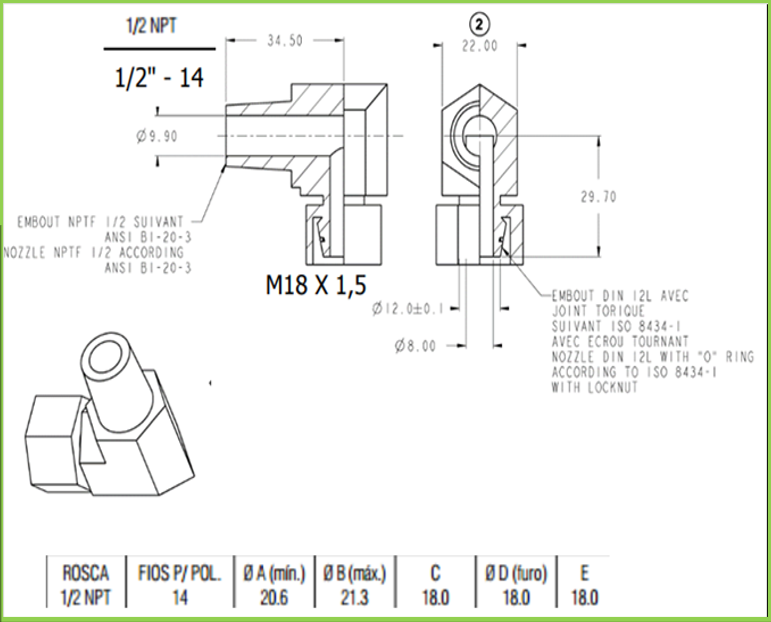 1/2 NPT
1/2" - 14
34.50
2
22.00
Ø9.90
29.70
EMBOUT NPTF 1/2 SUIVANT
ANSI B1-20-3
NOZZLE NPTF 1/2 ACCORDING
ANSI B1-20-3
M18 X 1,5
Ø12.0±0.1
Ø8.00
EMBOUT DIN 12L AVEC
JOINT TORIQUE
SUIVANT ISO 8434-1
AVEC ECROU TOURNANT
NOZZLE DIN 12L WITH "O" RING
ACCORDING TO ISO 8434-1
WITH LOCKNUT
ROSCA FIOS P/ POL. Ø A (mín.) Ø B (máx.) C Ø D (furo) E
1/2 NPT 14 20.6 21.3 18.0 18.0 18.0